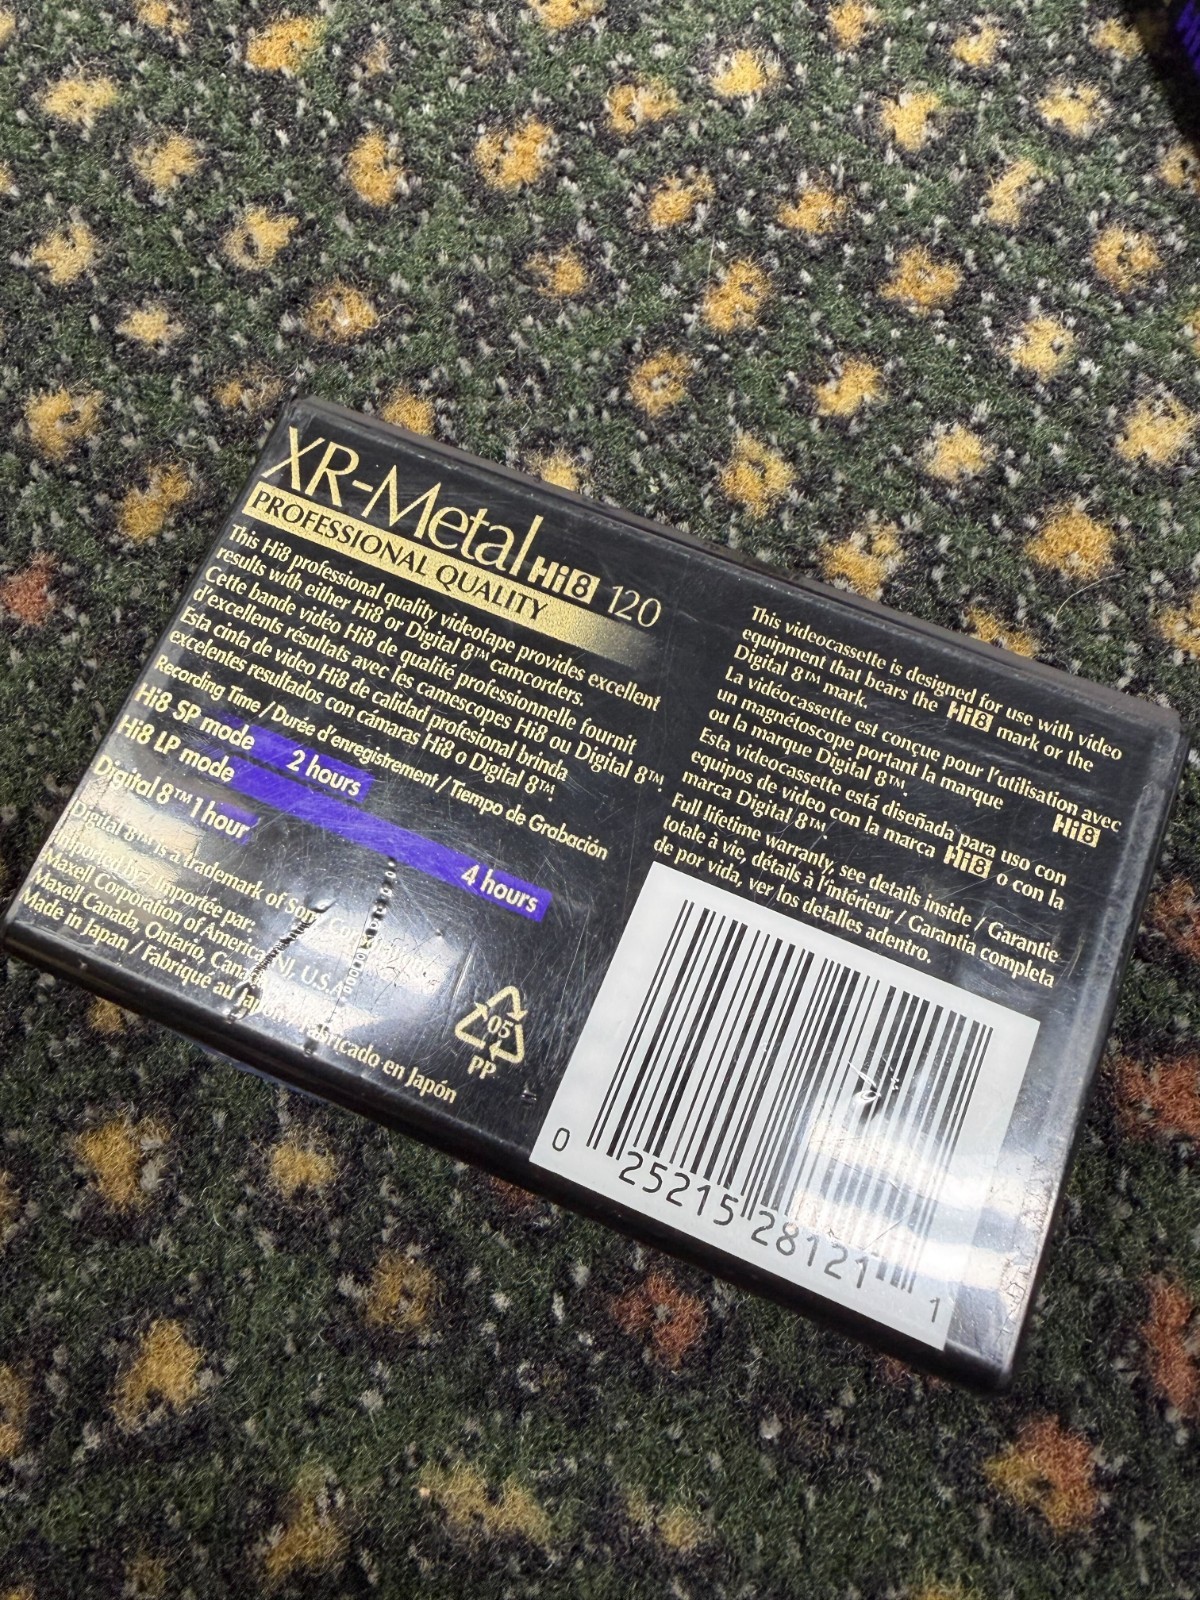 XR-Metal Hi8 120
PROFESSIONAL QUALITY
This Hi8 professional quality videotape provides excellent
results with either Hi8 or Digital 8™ camcorders.
Cette bande vidéo Hi8 de qualité professionnelle fournit
d'excellents résultats avec les camescopes Hi8 ou Digital 8™.
Esta cinta de video Hi8 de calidad profesional brinda
excelentes resultados con cámaras Hi8 o Digital 8™.
Recording Time / Durée d'enregistrement / Tiempo de Grabación
Hi8 SP mode 2 hours
Hi8 LP mode 4 hours
Digital 8™ 1 hour
Digital 8™ is a trademark of Sony Corporation.
Imported by / Importée par:
Maxell Corporation of America, NJ, U.S.A.
Maxell Canada, Ontario, Canada
Made in Japan / Fabriqué au Japon / Fabricado en Japón
05
PP
This videocassette is designed for use with video
equipment that bears the Hi8 mark or the
Digital 8™ mark.
La vidéocassette est conçue pour l'utilisation avec
un magnétoscope portant la marque Hi8
ou la marque Digital 8™.
Esta videocassette está diseñada para uso con
equipos de video con la marca Hi8 o con la
marca Digital 8™.
Full lifetime warranty, see details inside / Garantie
totale à vie, détails à l'intérieur / Garantía completa
de por vida, ver los detalles adentro.
0 25215 28121 1